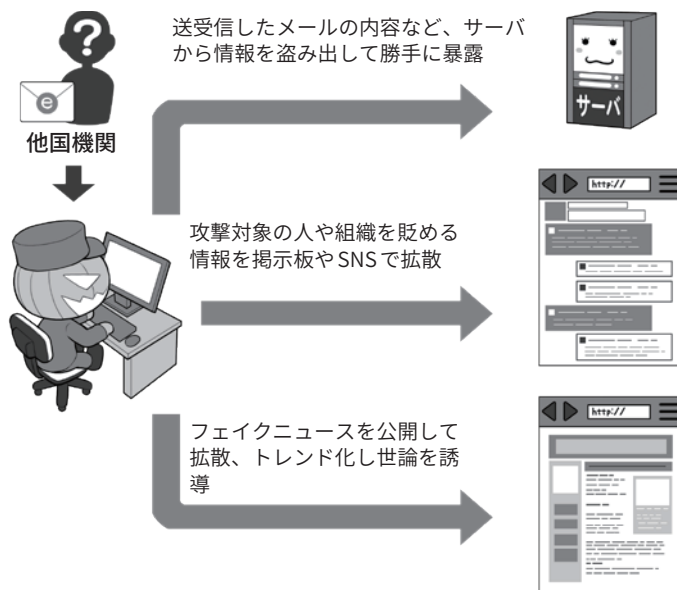 送受信したメールの内容など、サーバ
から情報を盗み出して勝手に暴露
?
e
サーバ
他国機関
http://
攻撃対象の人や組織を貶める
情報を掲示板やSNSで拡散
http://
フェイクニュースを公開して
拡散、トレンド化し世論を誘
導